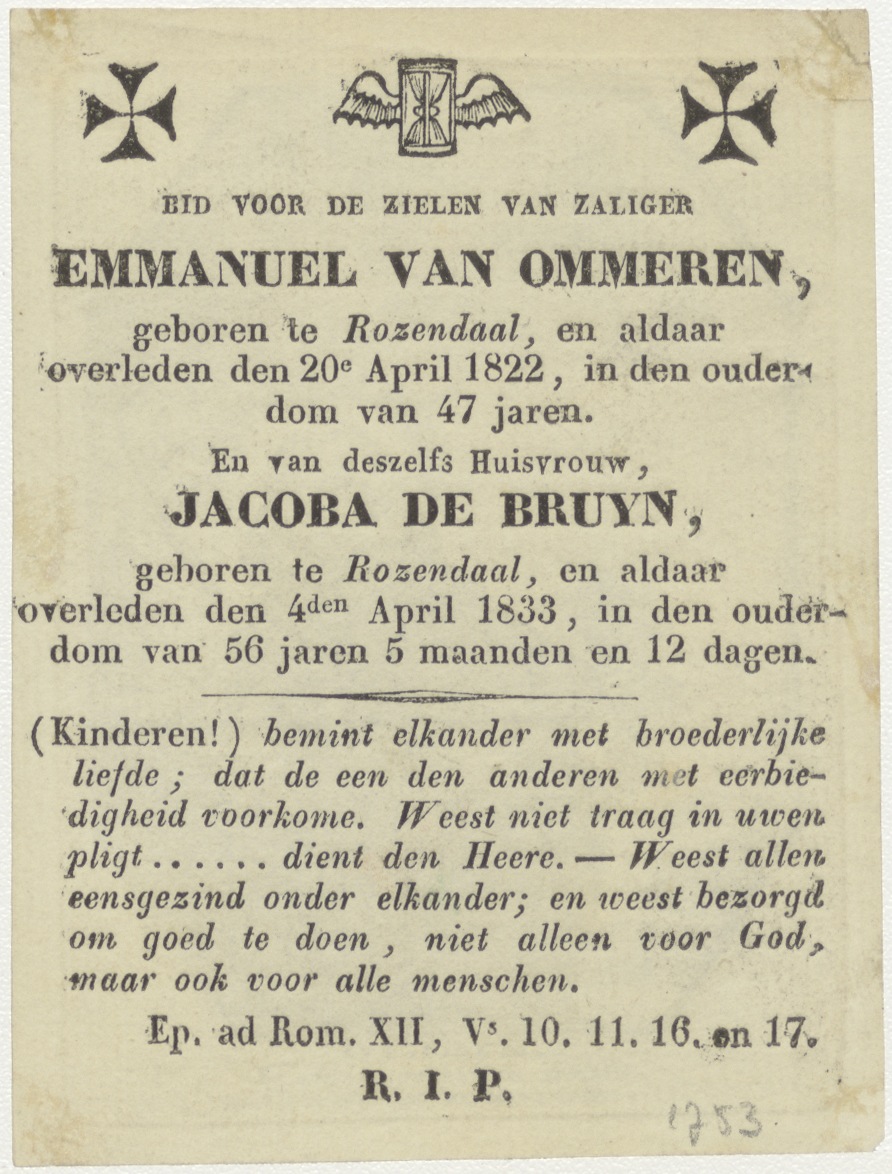 BID VOOR DE ZIELEN VAN ZALIGER
EMMANUEL VAN OMMEREN,
geboren te Rozendaal, en aldaar
overleden den 20e April 1822, in den ouder-
dom van 47 jaren.
En van deszelfs Huisvrouw,
JACOBA DE BRUYN,
geboren te Rozendaal, en aldaar
overleden den 4den April 1833, in den ouder-
dom van 56 jaren 5 maanden en 12 dagen.
(Kinderen!) bemint elkander met broederlijke
liefde; dat de een den anderen met eerbie-
digheid voorkome. Weest niet traag in uwen
pligt...... dient den Heere. — Weest allen
eensgezind onder elkander; en weest bezorgd
om goed te doen, niet alleen voor God,
maar ook voor alle menschen.
Ep. ad Rom. XII, Vs. 10. 11. 16. en 17.
R. I. P.
1753